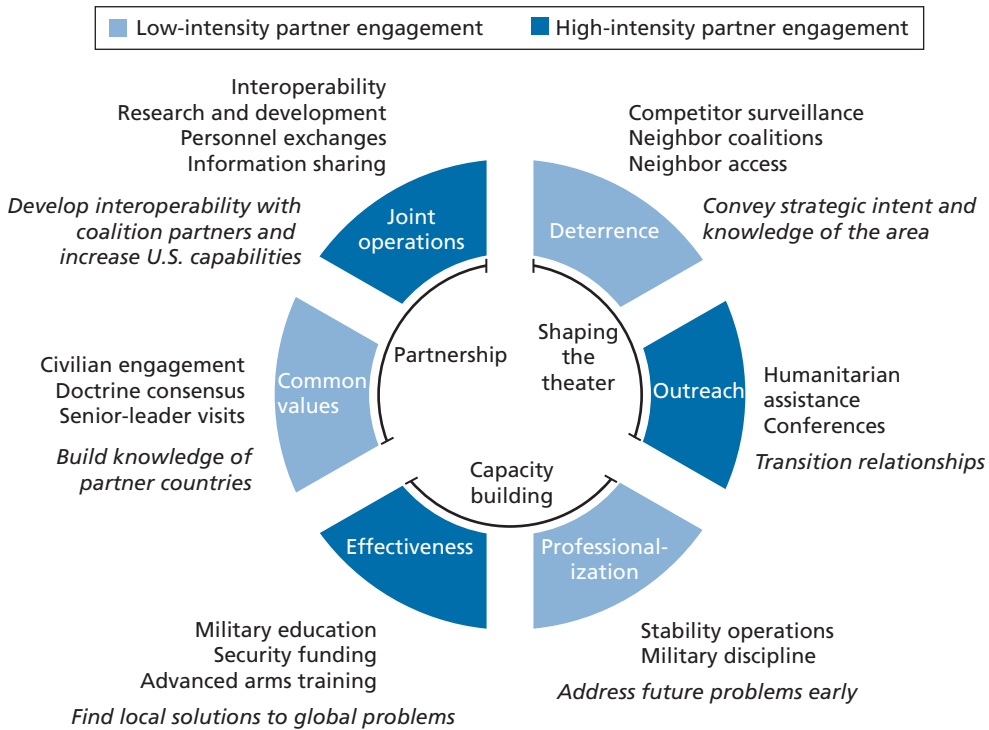 Low-intensity partner engagement
High-intensity partner engagement
Interoperability
Research and development
Personnel exchanges
Information sharing
Develop interoperability with
coalition partners and
increase U.S. capabilities
Joint
operations
Competitor surveillance
Neighbor coalitions
Neighbor access
Convey strategic intent and
knowledge of the area
Deterrence
Partnership
Shaping
the
theater
Civilian engagement
Doctrine consensus
Senior-leader visits
Build knowledge of
partner countries
Common
values
Outreach
Humanitarian
assistance
Conferences
Transition relationships
Capacity
building
Effectiveness
Professional-
ization
Military education
Security funding
Advanced arms training
Find local solutions to global problems
Stability operations
Military discipline
Address future problems early